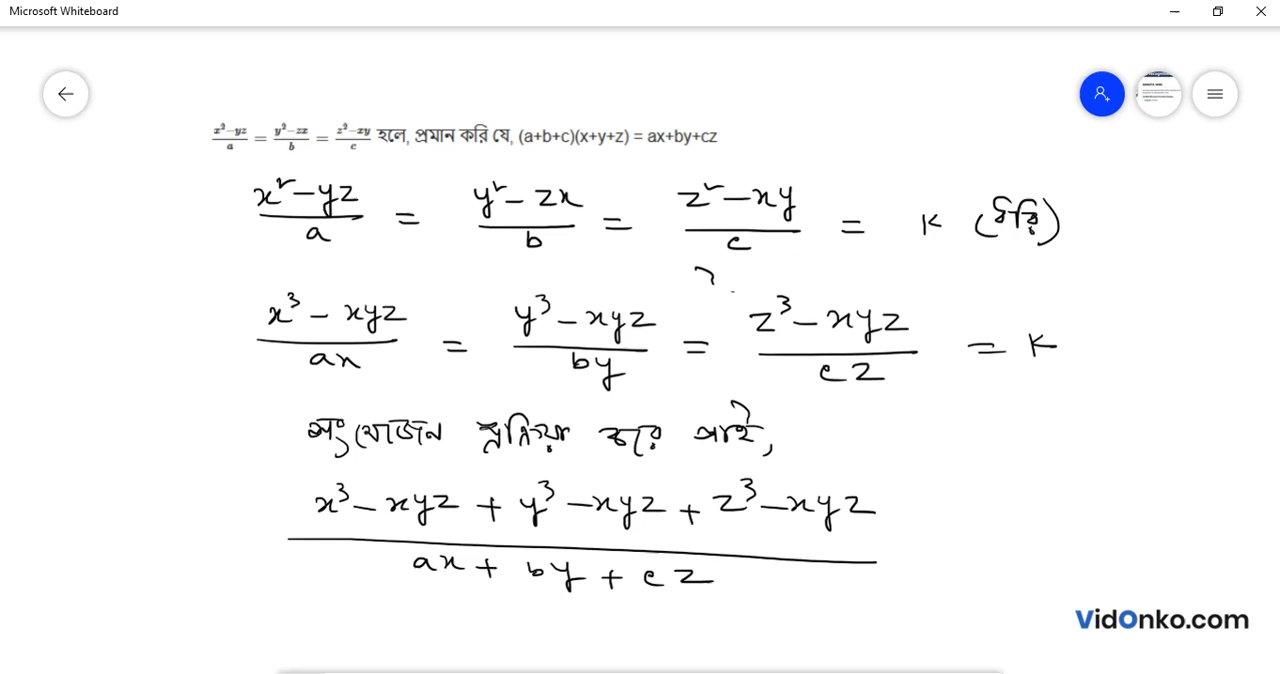 Microsoft Whiteboard
x²-yz/a = y²-zx/b = z²-xy/c হলে, প্রমান করি যে, (a+b+c)(x+y+z) = ax+by+cz
x²-yz/a = y²-zx/b = z²-xy/c = K (ধরি)
x³-xyz/ax = y³-xyz/by = z³-xyz/cz = K
সংযোজন প্রক্রিয়া করে পাই,
x³-xyz + y³-xyz + z³-xyz
ax + by + cz
VidOnko.com